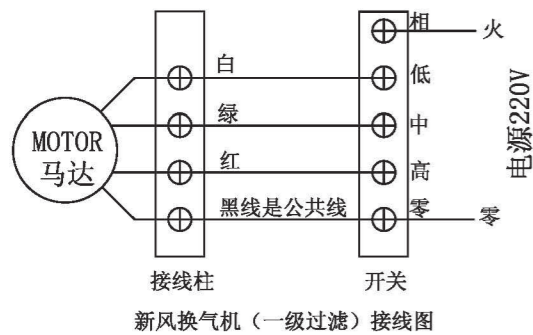 相 火
白 低
绿 中
MOTOR
马达
红 高
黑线是公共线 零 零
电源220V
接线柱 开关
新风换气机（一级过滤）接线图